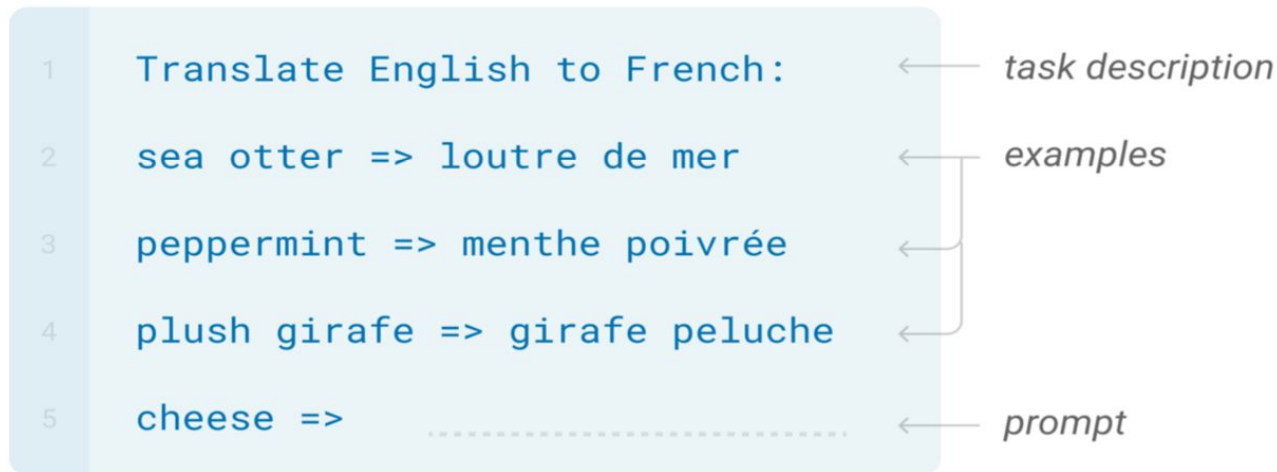 1 Translate English to French: task description
2 sea otter => loutre de mer examples
3 peppermint => menthe poivrée
4 plush girafe => girafe peluche
5 cheese => prompt